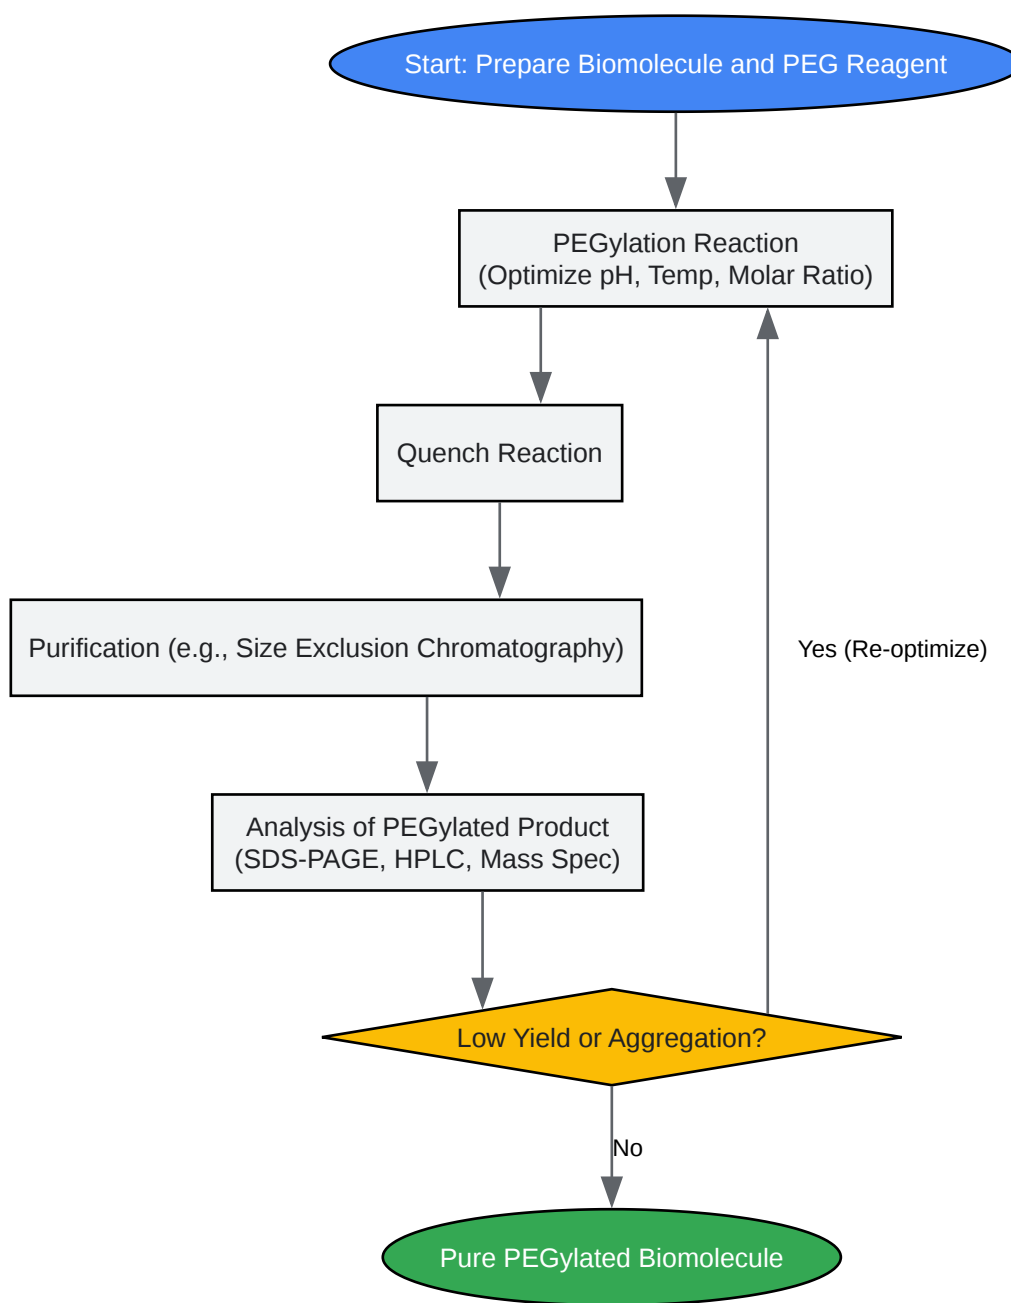 Start: Prepare Biomolecule and PEG Reagent
PEGylation Reaction
(Optimize pH, Temp, Molar Ratio)
Quench Reaction
Purification (e.g., Size Exclusion Chromatography)
Yes (Re-optimize)
Analysis of PEGylated Product
(SDS-PAGE, HPLC, Mass Spec)
Low Yield or Aggregation?
No
Pure PEGylated Biomolecule